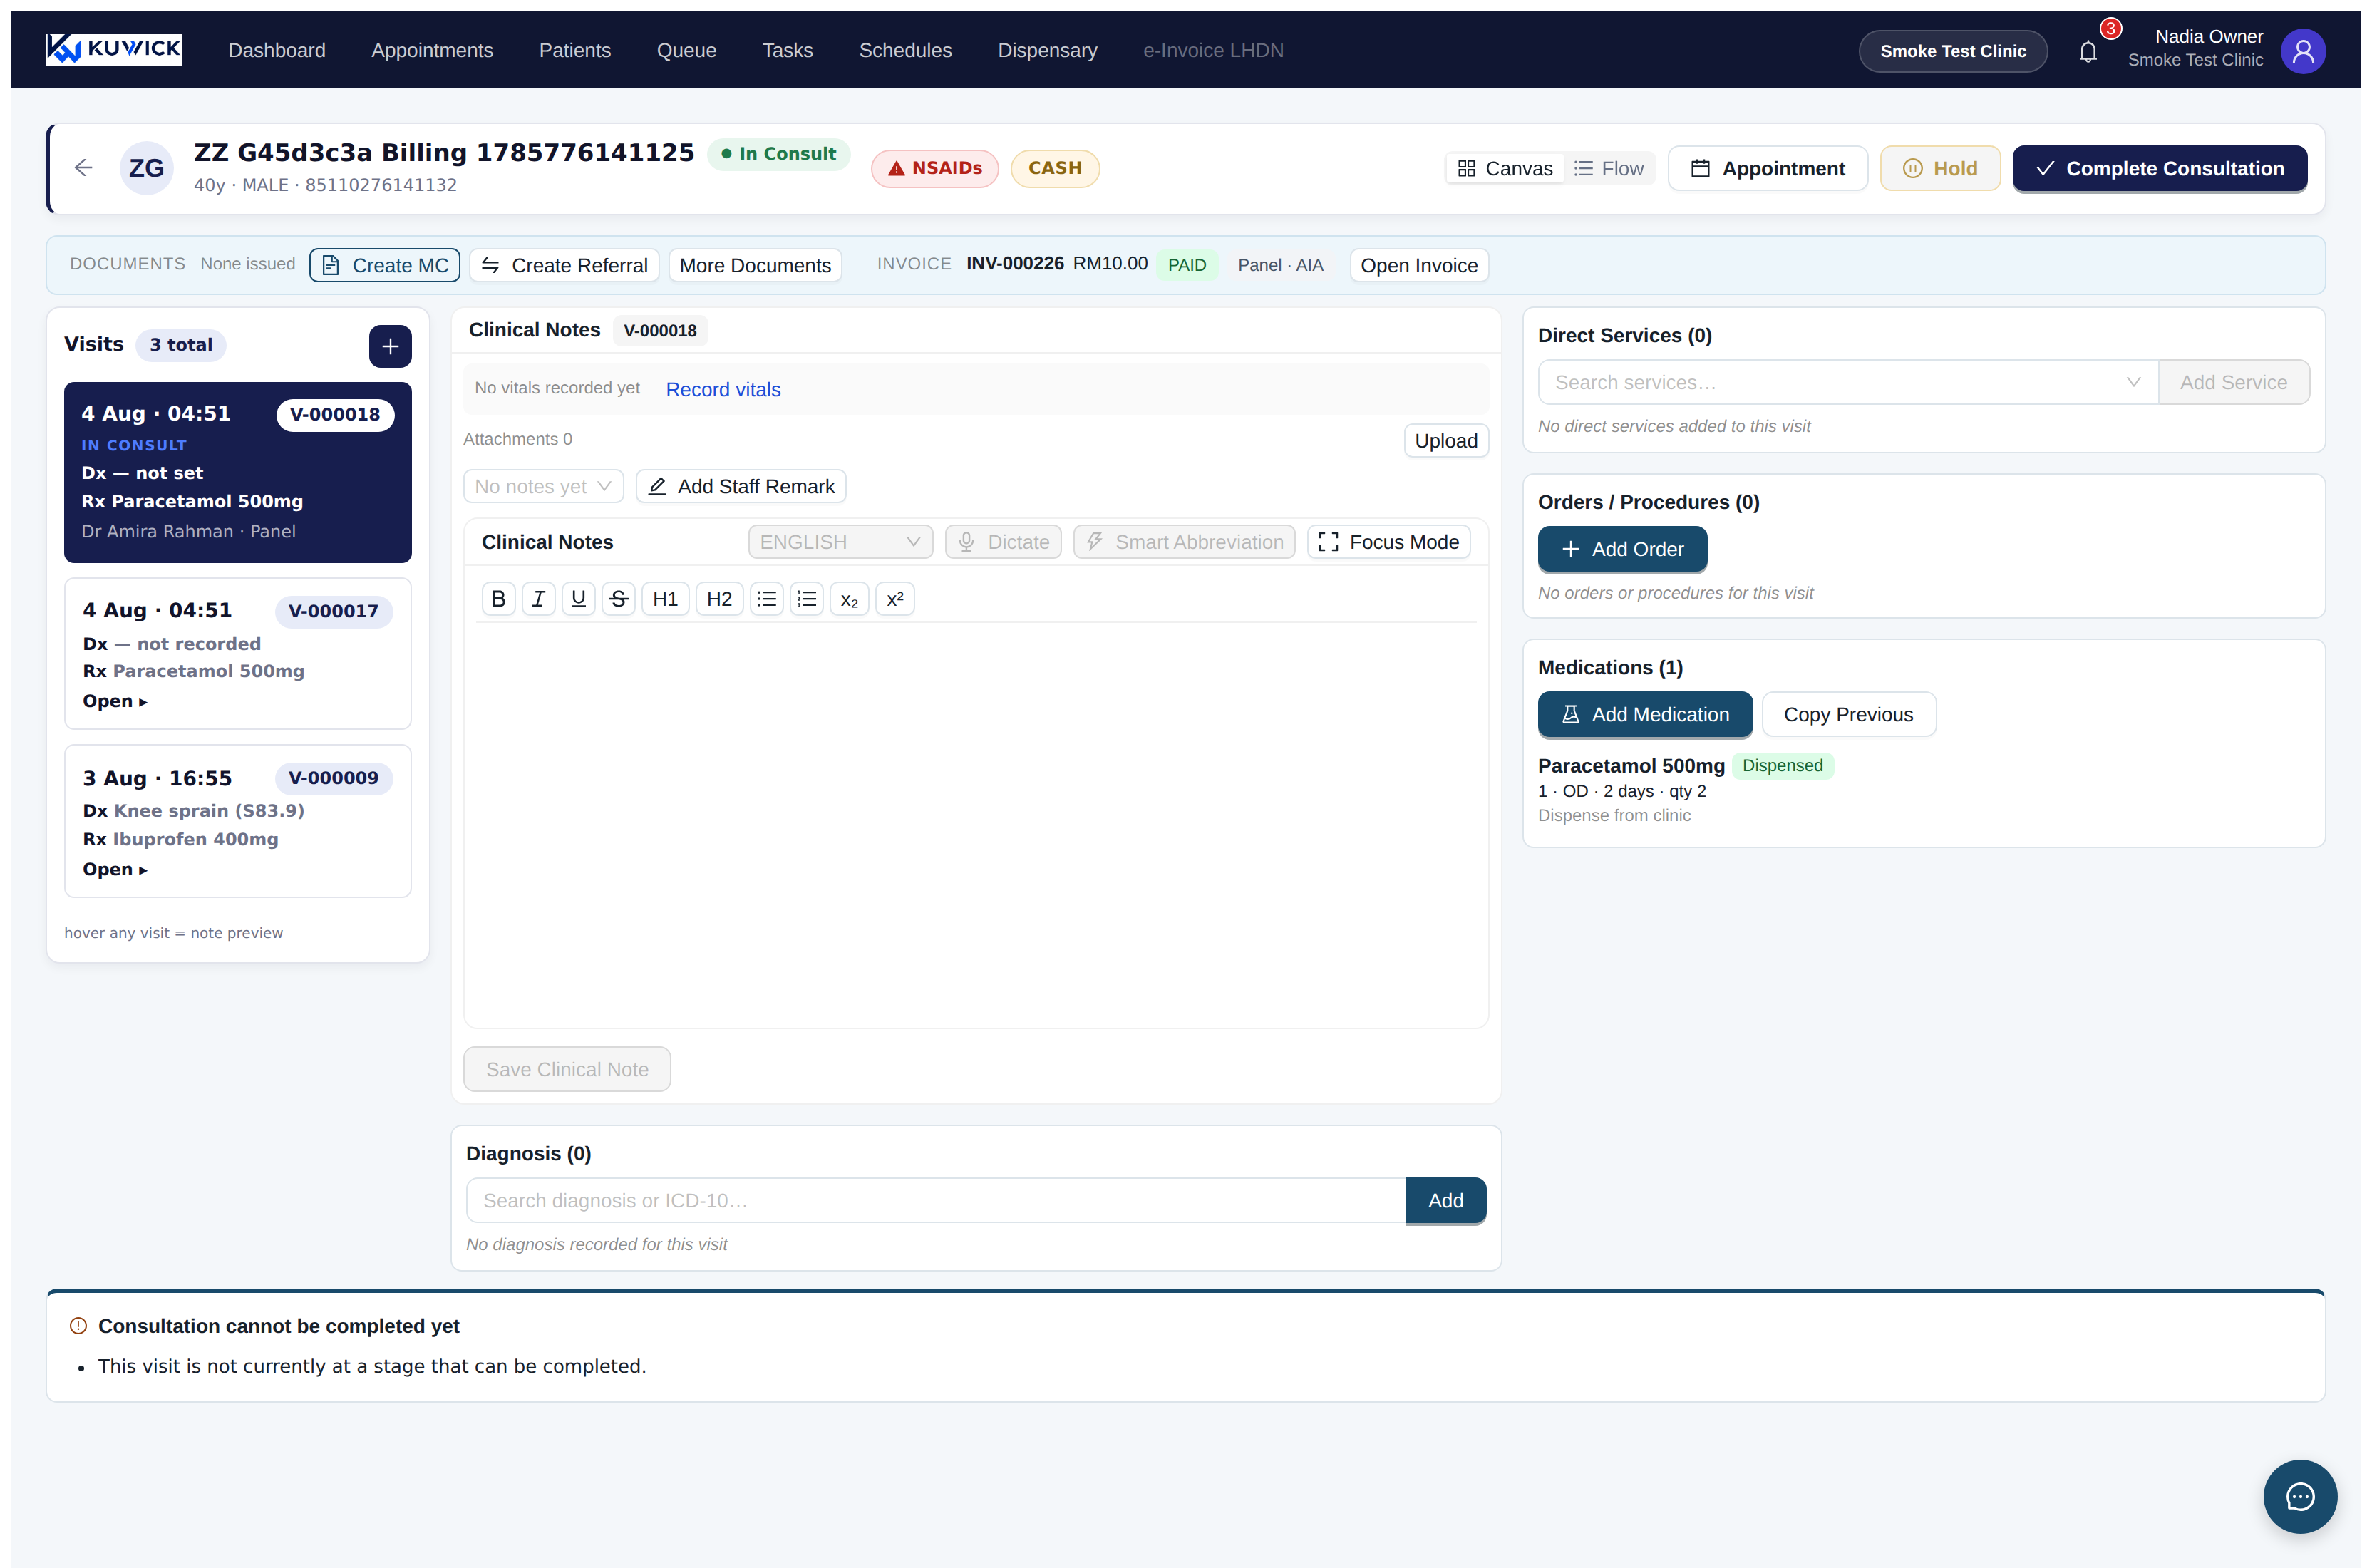 KUWICK
Dashboard Appointments Patients Queue Tasks Schedules Dispensary e-Invoice LHDN
Smoke Test Clinic
3
Nadia Owner
Smoke Test Clinic
ZG
ZZ G45d3c3a Billing 1785776141125
In Consult
40y · MALE · 85110276141132
NSAIDs
CASH
Canvas Flow
Appointment
Hold
Complete Consultation
DOCUMENTS None issued Create MC Create Referral More Documents INVOICE INV-000226 RM10.00 PAID Panel · AIA Open Invoice
Visits 3 total
4 Aug · 04:51 V-000018
IN CONSULT
Dx — not set
Rx Paracetamol 500mg
Dr Amira Rahman · Panel
4 Aug · 04:51 V-000017
Dx — not recorded
Rx Paracetamol 500mg
Open ▸
3 Aug · 16:55 V-000009
Dx Knee sprain (S83.9)
Rx Ibuprofen 400mg
Open ▸
hover any visit = note preview
Clinical Notes V-000018
No vitals recorded yet Record vitals
Attachments 0 Upload
No notes yet Add Staff Remark
Clinical Notes ENGLISH Dictate Smart Abbreviation Focus Mode
B I U S H1 H2 x₂ x²
Save Clinical Note
Diagnosis (0)
Search diagnosis or ICD-10… Add
No diagnosis recorded for this visit
Direct Services (0)
Search services… Add Service
No direct services added to this visit
Orders / Procedures (0)
Add Order
No orders or procedures for this visit
Medications (1)
Add Medication Copy Previous
Paracetamol 500mg Dispensed
1 · OD · 2 days · qty 2
Dispense from clinic
Consultation cannot be completed yet
• This visit is not currently at a stage that can be completed.